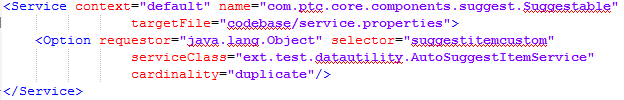 <Service context="default" name="com.ptc.core.components.suggest.Suggestable"
targetFile="codebase/service.properties">
<Option requestor="java.lang.Object" selector="suggestitemcustom"
serviceClass="ext.test.datautility.AutoSuggestItemService"
cardinality="duplicate"/>
</Service>